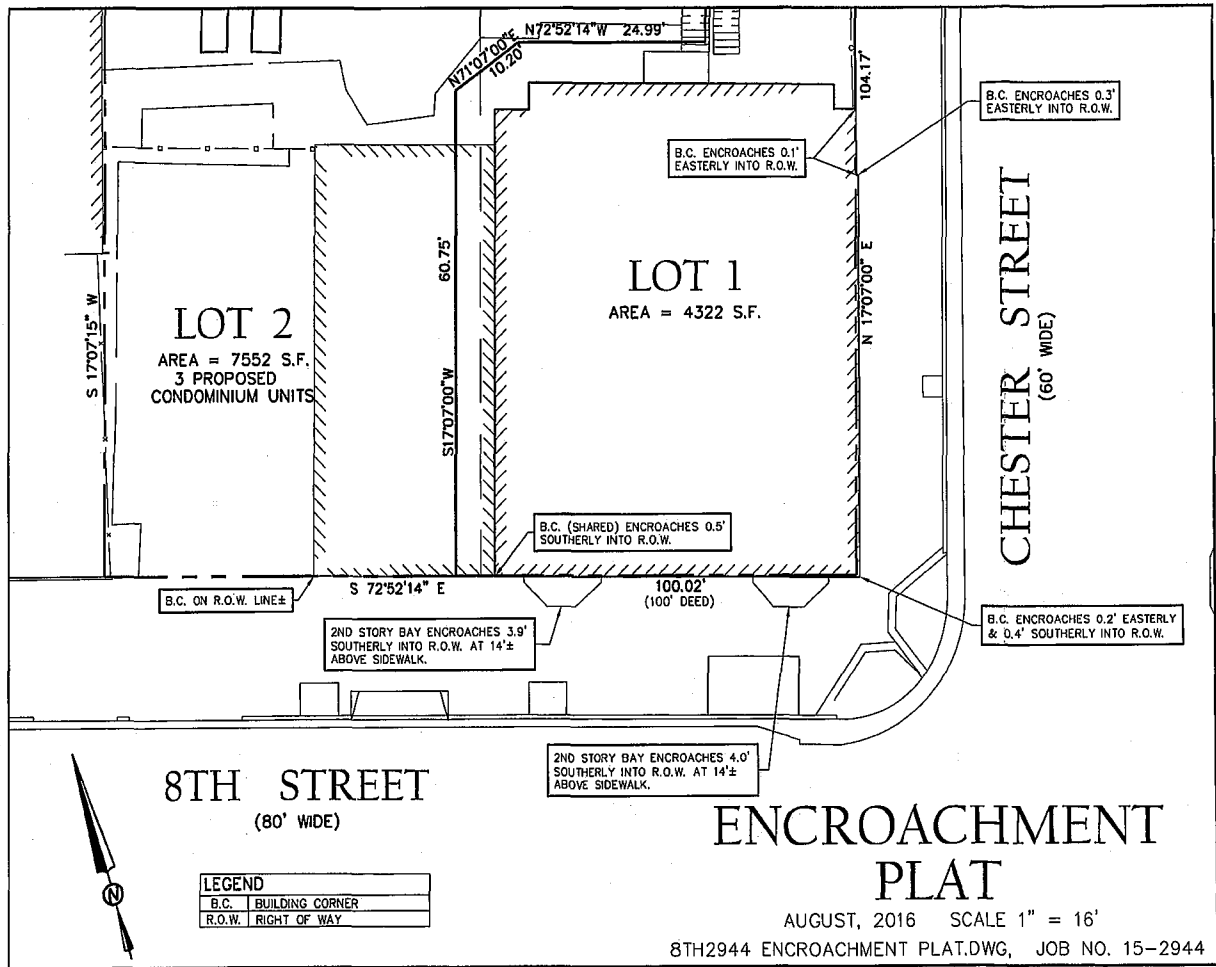 N72°52'14"W 24.99'
N71°07'00"E
10.20'
104.17'
B.C. ENCROACHES 0.3'
EASTERLY INTO R.O.W.
B.C. ENCROACHES 0.1'
EASTERLY INTO R.O.W.
CHESTER STREET
(60' WIDE)
60.75'
S17°07'00"W
N 17°07'00" E
S 17°07'15" W
LOT 1
AREA = 4322 S.F.
LOT 2
AREA = 7552 S.F.
3 PROPOSED
CONDOMINIUM UNITS
B.C. (SHARED) ENCROACHES 0.5'
SOUTHERLY INTO R.O.W.
B.C. ON R.O.W. LINE±
S 72°52'14" E
100.02'
(100' DEED)
B.C. ENCROACHES 0.2' EASTERLY
& 0.4' SOUTHERLY INTO R.O.W.
2ND STORY BAY ENCROACHES 3.9'
SOUTHERLY INTO R.O.W. AT 14'±
ABOVE SIDEWALK.
2ND STORY BAY ENCROACHES 4.0'
SOUTHERLY INTO R.O.W. AT 14'±
ABOVE SIDEWALK.
8TH STREET
(80' WIDE)
N
LEGEND
B.C. BUILDING CORNER
R.O.W. RIGHT OF WAY
ENCROACHMENT
PLAT
AUGUST, 2016 SCALE 1" = 16'
8TH2944 ENCROACHMENT PLAT.DWG, JOB NO. 15-2944